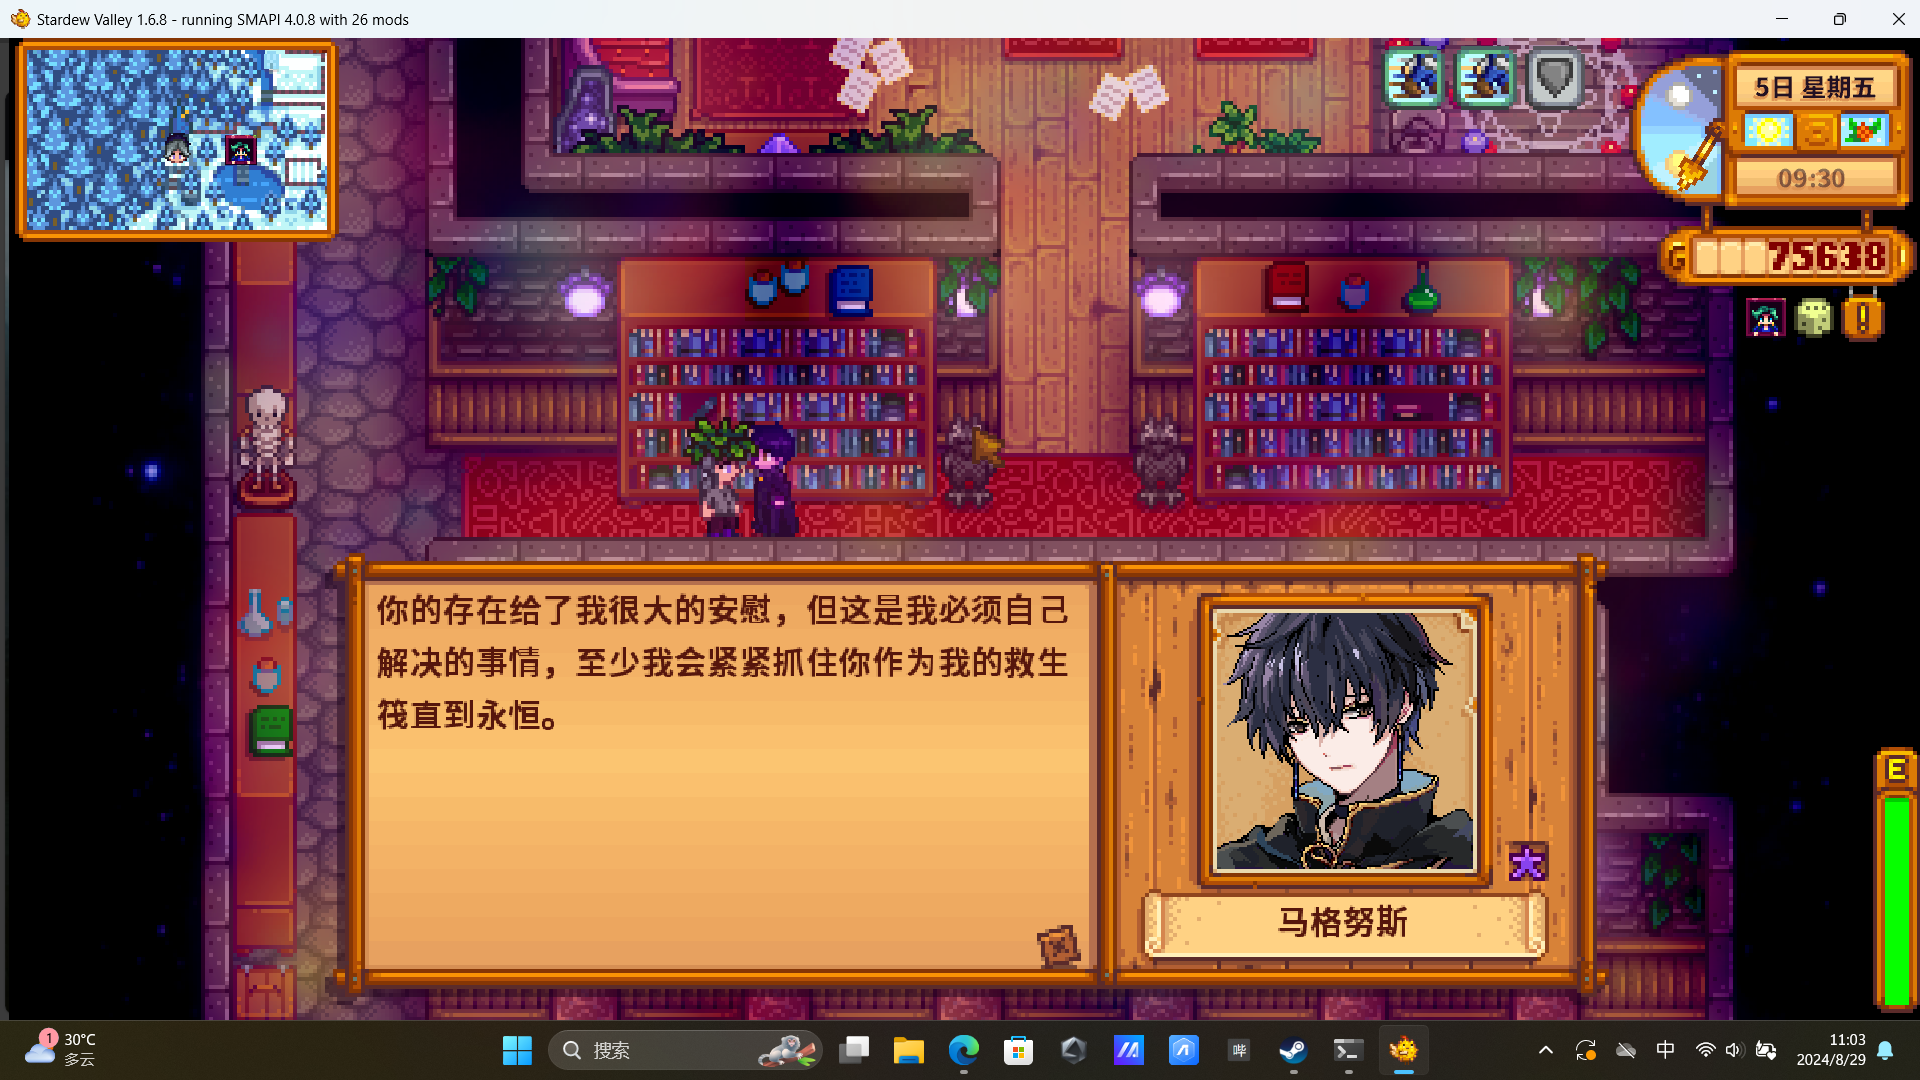 Stardew Valley 1.6.8 - running SMAPI 4.0.8 with 26 mods
5日 星期五
09:30
G 75638
你的存在给了我很大的安慰，但这是我必须自己
解决的事情，至少我会紧紧抓住你作为我的救生
筏直到永恒。
马格努斯
E
1
30°C
多云
搜索
哔
中
11:03
2024/8/29